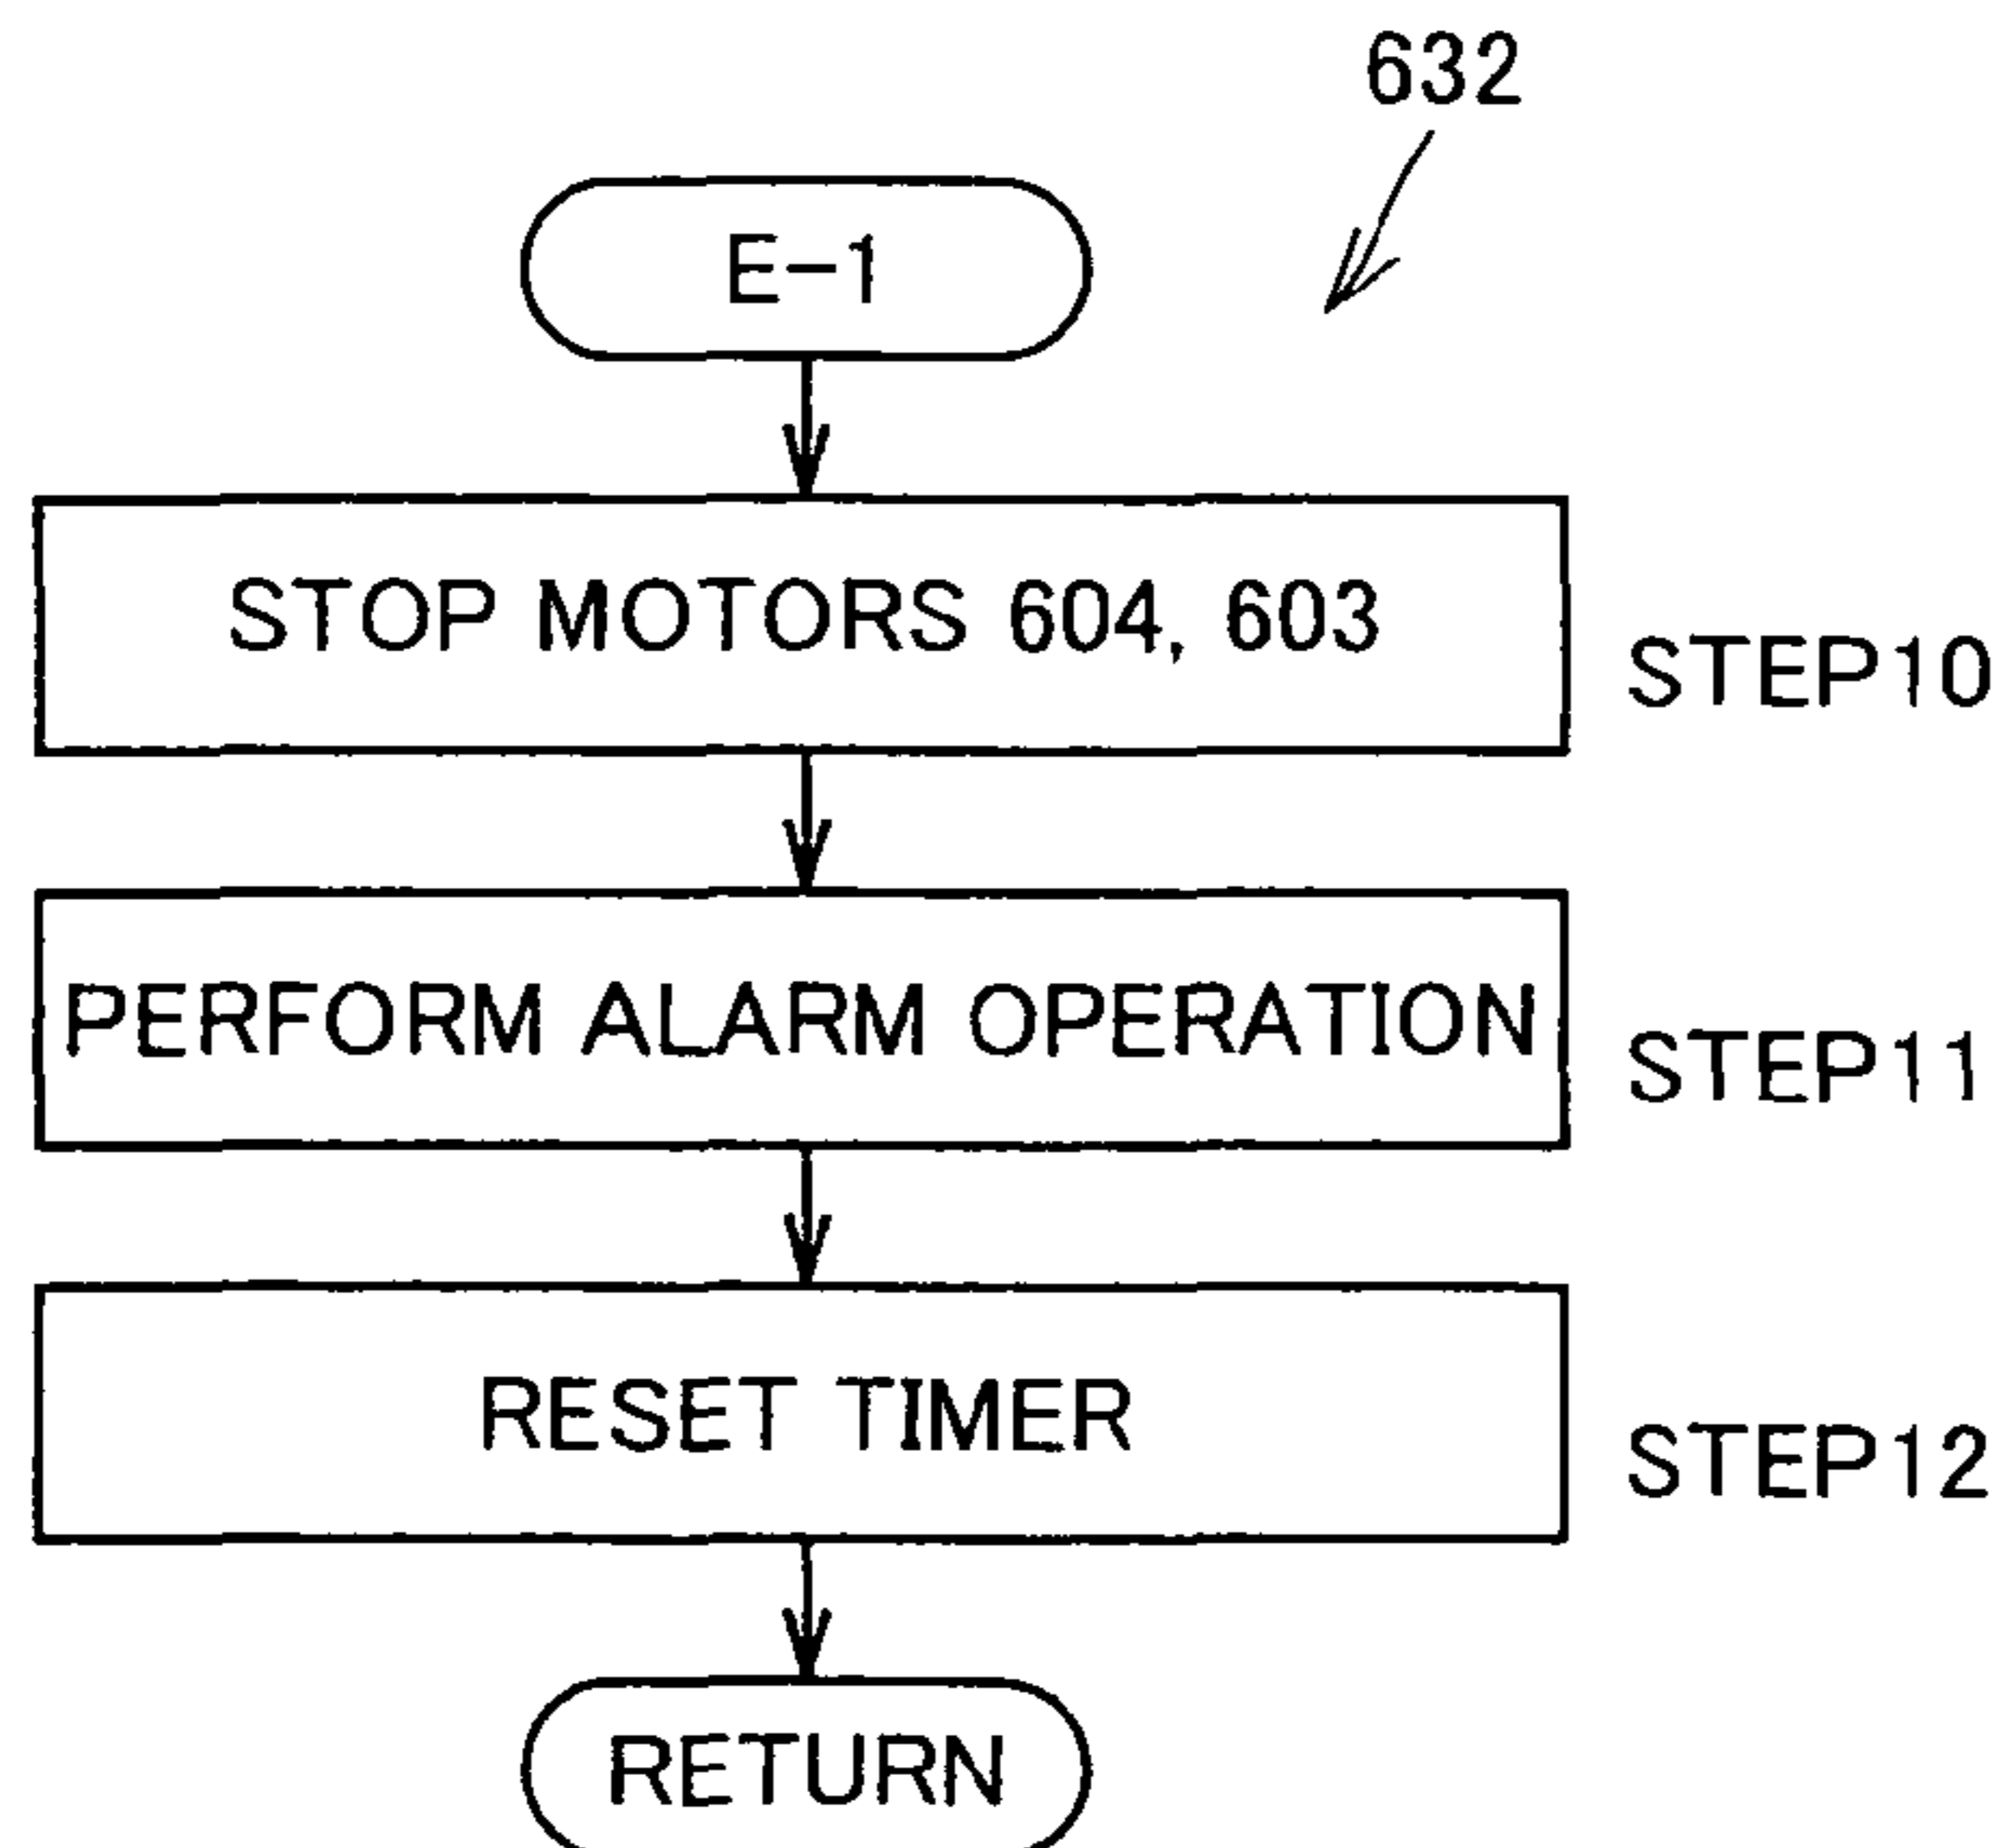 632
E-1
STOP MOTORS 604, 603
STEP10
PERFORM ALARM OPERATION
STEP11
RESET TIMER
STEP12
RETURN